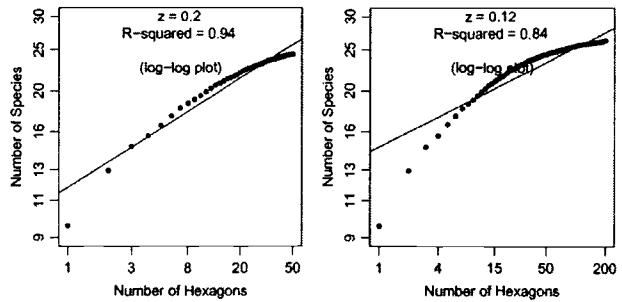 z = 0.2
R-squared = 0.94
(log-log plot)
Number of Species
30
25
20
16
13
11
9
1
3
8
20
50
Number of Hexagons
z = 0.12
R-squared = 0.84
(log-log plot)
Number of Species
30
25
20
16
13
11
9
1
4
15
50
200
Number of Hexagons